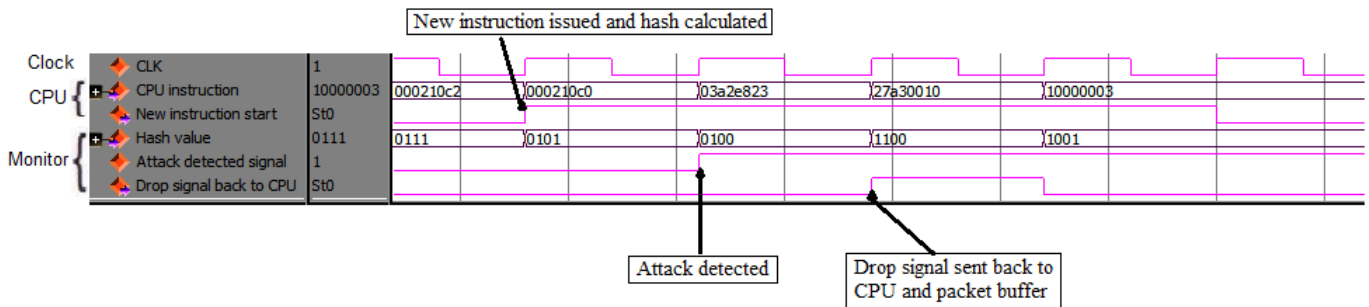 New instruction issued and hash calculated
Clock
CLK
1
CPU
CPU instruction
10000003
000210c2
000210c0
03a2e823
27a30010
10000003
New instruction start
St0
Monitor
Hash value
0111
0111
0101
0100
1100
1001
Attack detected signal
1
Drop signal back to CPU
St0
Attack detected
Drop signal sent back to
CPU and packet buffer